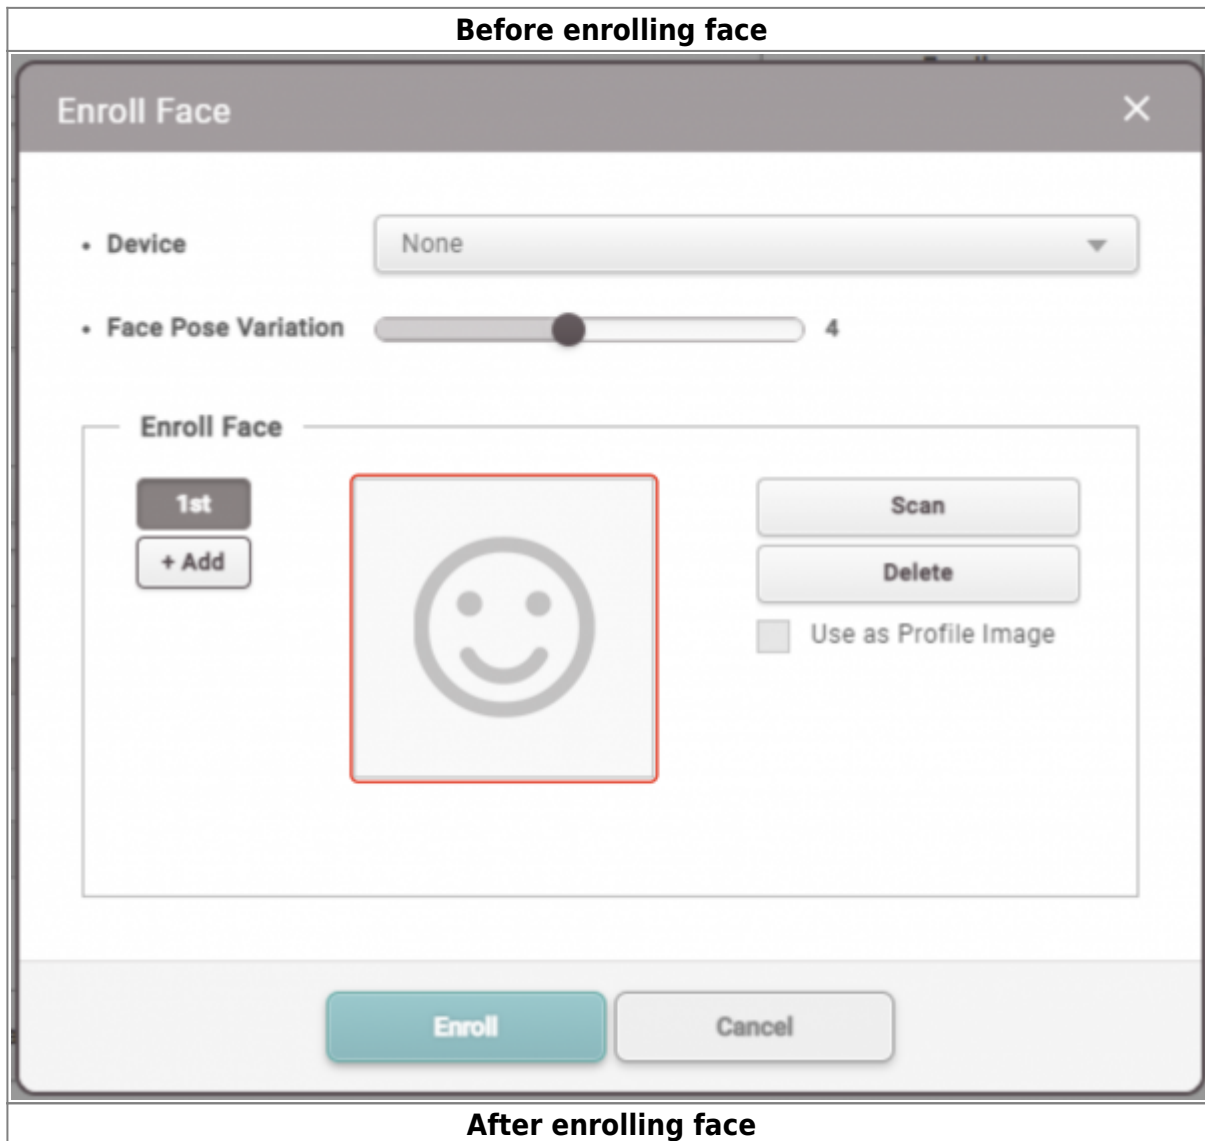 Before enrolling face
Enroll Face
• Device None
• Face Pose Variation 4
Enroll Face
1st
Scan
+ Add
Delete
Use as Profile Image
Enroll Cancel
After enrolling face